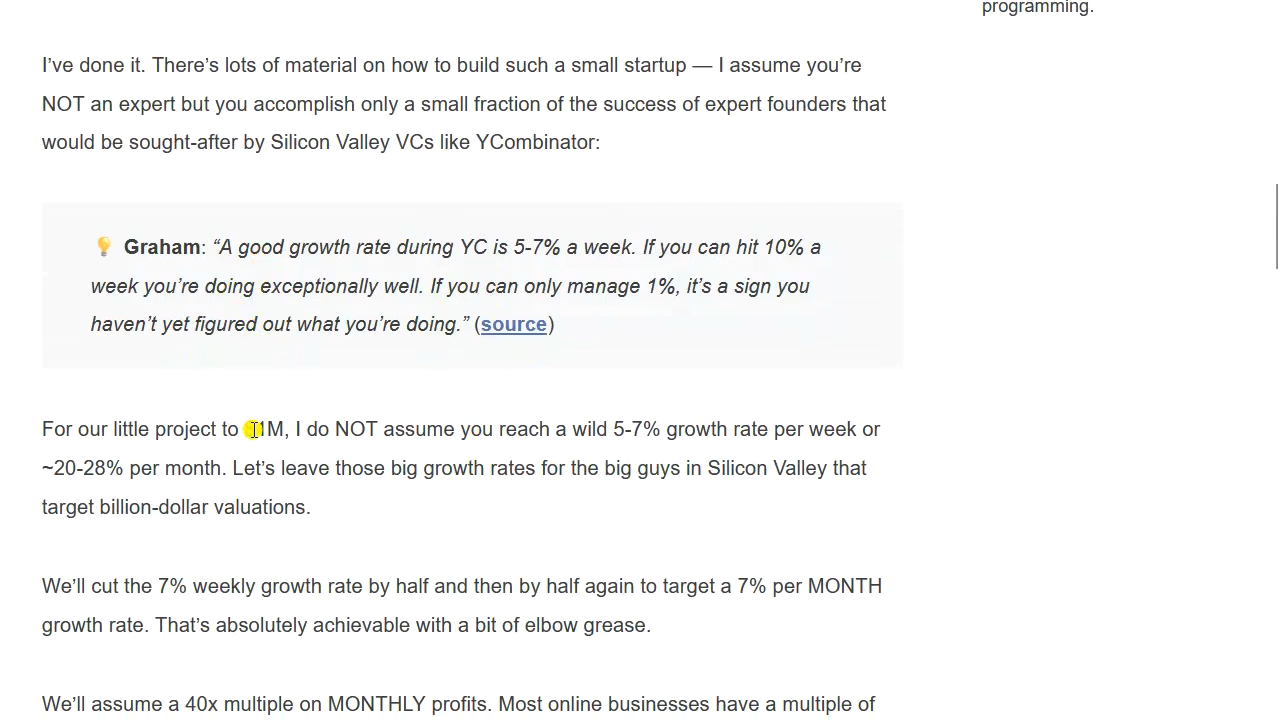 programming.
I’ve done it. There’s lots of material on how to build such a small startup — I assume you’re
NOT an expert but you accomplish only a small fraction of the success of expert founders that
would be sought-after by Silicon Valley VCs like YCombinator:
Graham: “A good growth rate during YC is 5-7% a week. If you can hit 10% a
week you’re doing exceptionally well. If you can only manage 1%, it’s a sign you
haven’t yet figured out what you’re doing.” (source)
For our little project to 1M, I do NOT assume you reach a wild 5-7% growth rate per week or
~20-28% per month. Let’s leave those big growth rates for the big guys in Silicon Valley that
target billion-dollar valuations.
We’ll cut the 7% weekly growth rate by half and then by half again to target a 7% per MONTH
growth rate. That’s absolutely achievable with a bit of elbow grease.
We’ll assume a 40x multiple on MONTHLY profits. Most online businesses have a multiple of